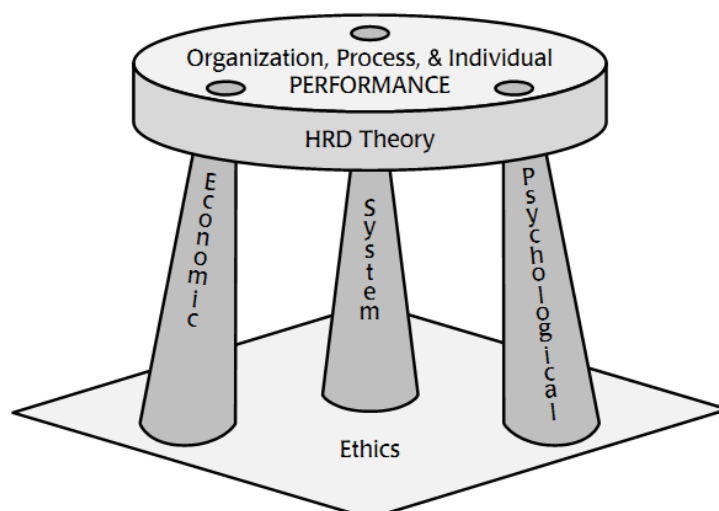 Organization, Process, & Individual
PERFORMANCE
HRD Theory
Economic
System
Psychological
Ethics